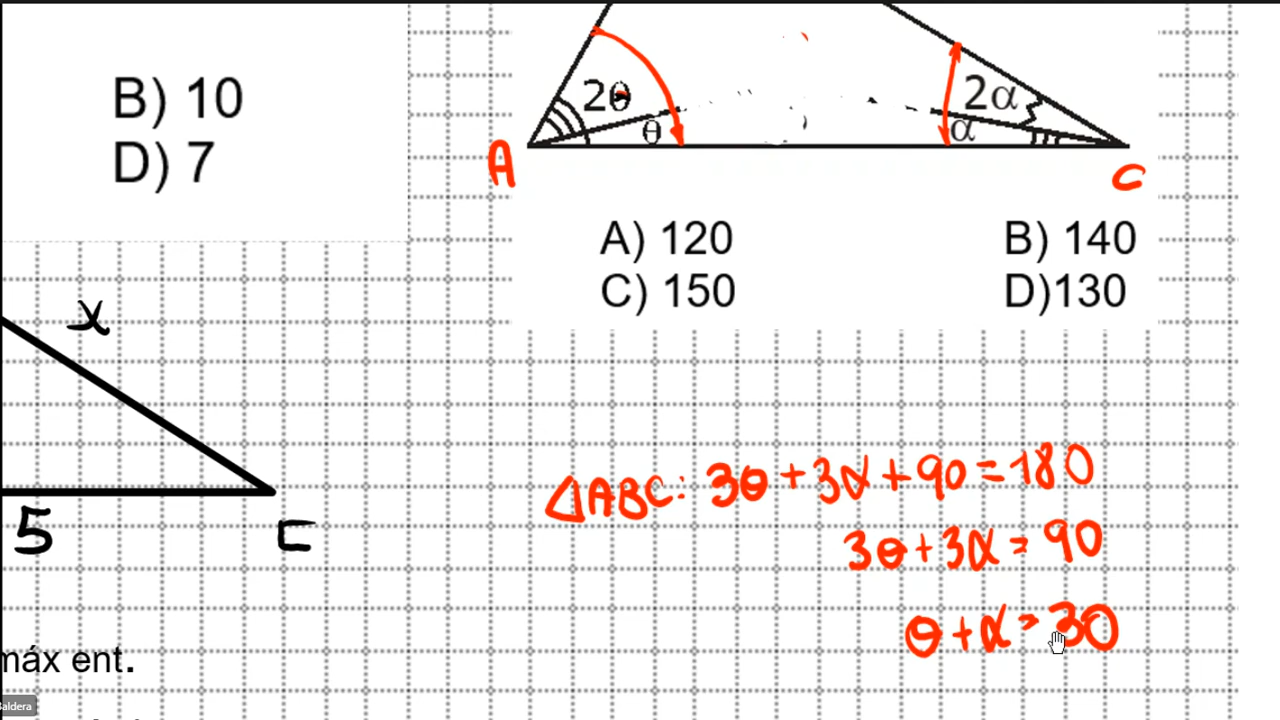 B) 10
D) 7
2θ
θ
2α
α
A
C
A) 120
B) 140
C) 150
D)130
x
5
C
△ABC: 3θ+3α+90=180
3θ+3α=90
θ+α=30
máx ent.